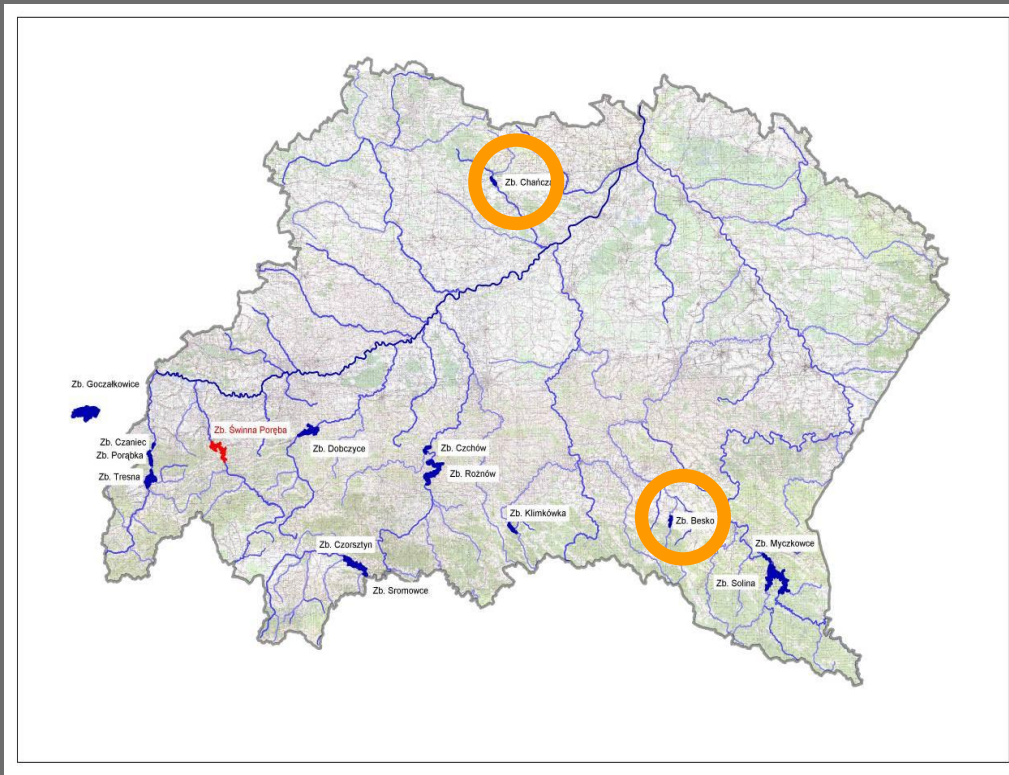 Zb. Chańcza
Zb. Goczałkowice
Zb. Świnna Poręba
Zb. Czaniec
Zb. Porąbka
Zb. Tresna
Zb. Dobczyce
Zb. Czchów
Zb. Rożnów
Zb. Klimkówka
Zb. Besko
Zb. Czorsztyn
Zb. Sromowce
Zb. Myczkowce
Zb. Solina